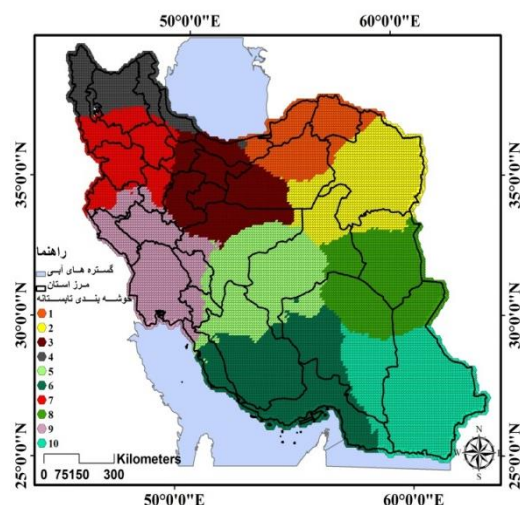 50°0'0"E 60°0'0"E
35°0'0"N 35°0'0"N
راهنما
گستره های آبی
مرز استان
خوشه بندی تابستانه
1
2
30°0'0"N 30°0'0"N
3
4
5
6
7
8
9
10
Kilometers
0 75150 300
N
W E
S
25°0'0"N 25°0'0"N
50°0'0"E 60°0'0"E